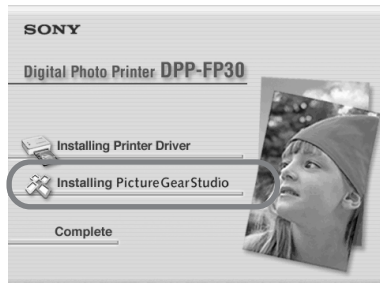 SONY
Digital Photo Printer DPP-FP30
Installing Printer Driver
Installing PictureGearStudio
Complete